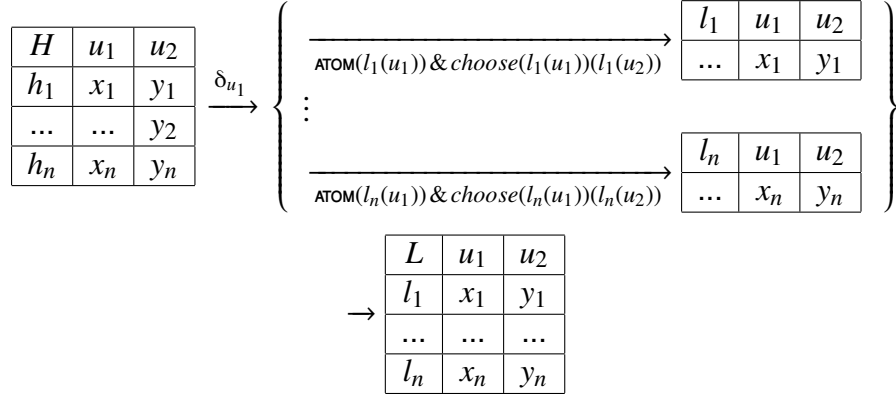 H u₁ u₂
h₁ x₁ y₁
... ... y₂
hₙ xₙ yₙ
δᵤ₁
ATOM(l₁(u₁)) & choose(l₁(u₁))(l₁(u₂))
l₁ u₁ u₂
... x₁ y₁
⋮
ATOM(lₙ(u₁)) & choose(lₙ(u₁))(lₙ(u₂))
lₙ u₁ u₂
... xₙ yₙ
→
L u₁ u₂
l₁ x₁ y₁
... ... ...
lₙ xₙ yₙ